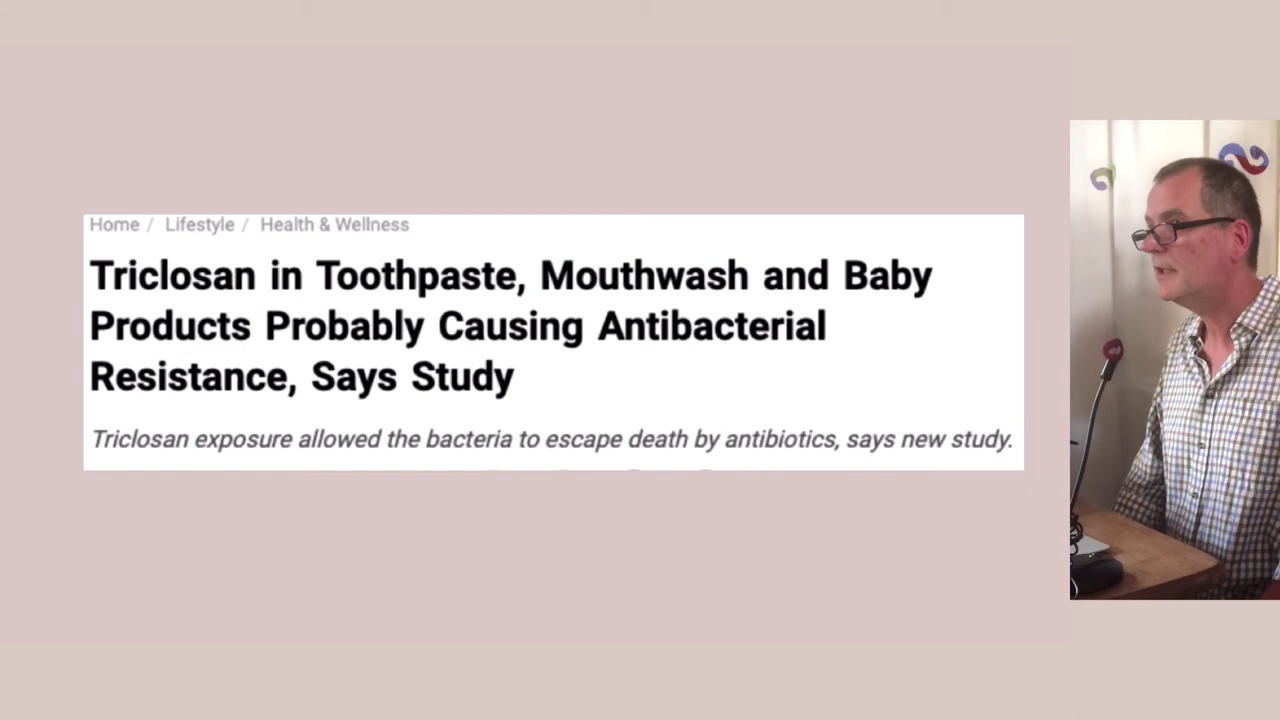 Home / Lifestyle / Health & Wellness
Triclosan in Toothpaste, Mouthwash and Baby
Products Probably Causing Antibacterial
Resistance, Says Study
Triclosan exposure allowed the bacteria to escape death by antibiotics, says new study.